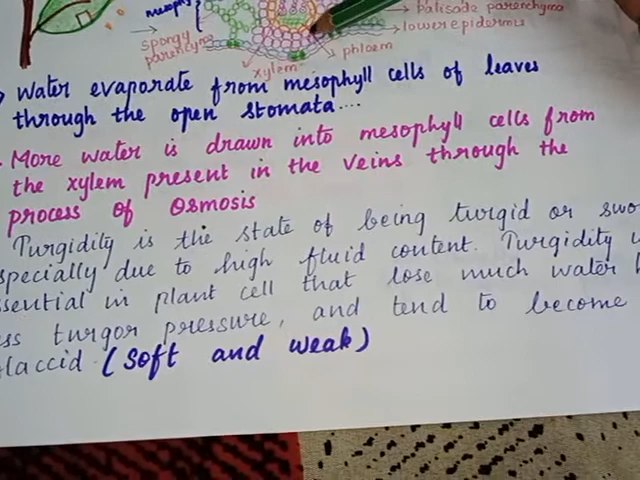 mesophy
palisade parenchyma
lower epidermis
spongy
parenchyma
xylem
phloem
Water evaporate from mesophyll cells of leaves
through the open stomata....
More water is drawn into mesophyll cells from
the xylem present in the veins through the
process of Osmosis
Turgidity is the state of being turgid or swo
specially due to high fluid content. Turgidity
ssential in plant cell that lose much water
ss turgor pressure, and tend to become
laccid. (Soft and weak)